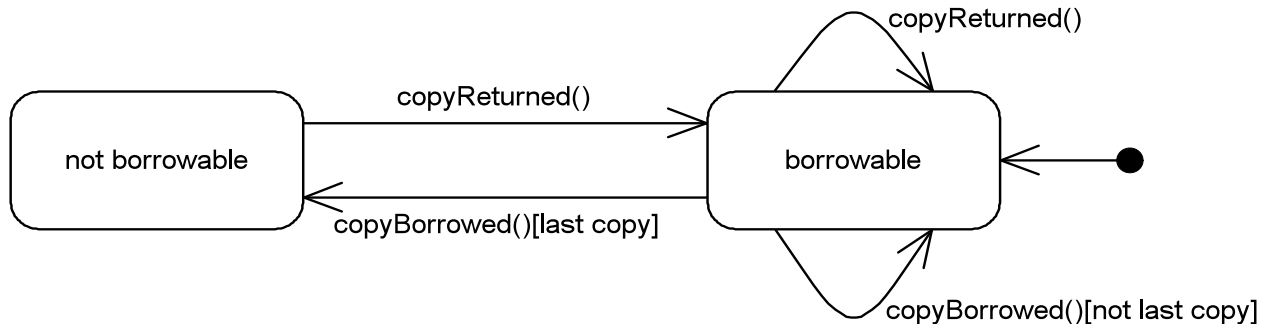 copyReturned()
copyReturned()
not borrowable
borrowable
copyBorrowed()[last copy]
copyBorrowed()[not last copy]